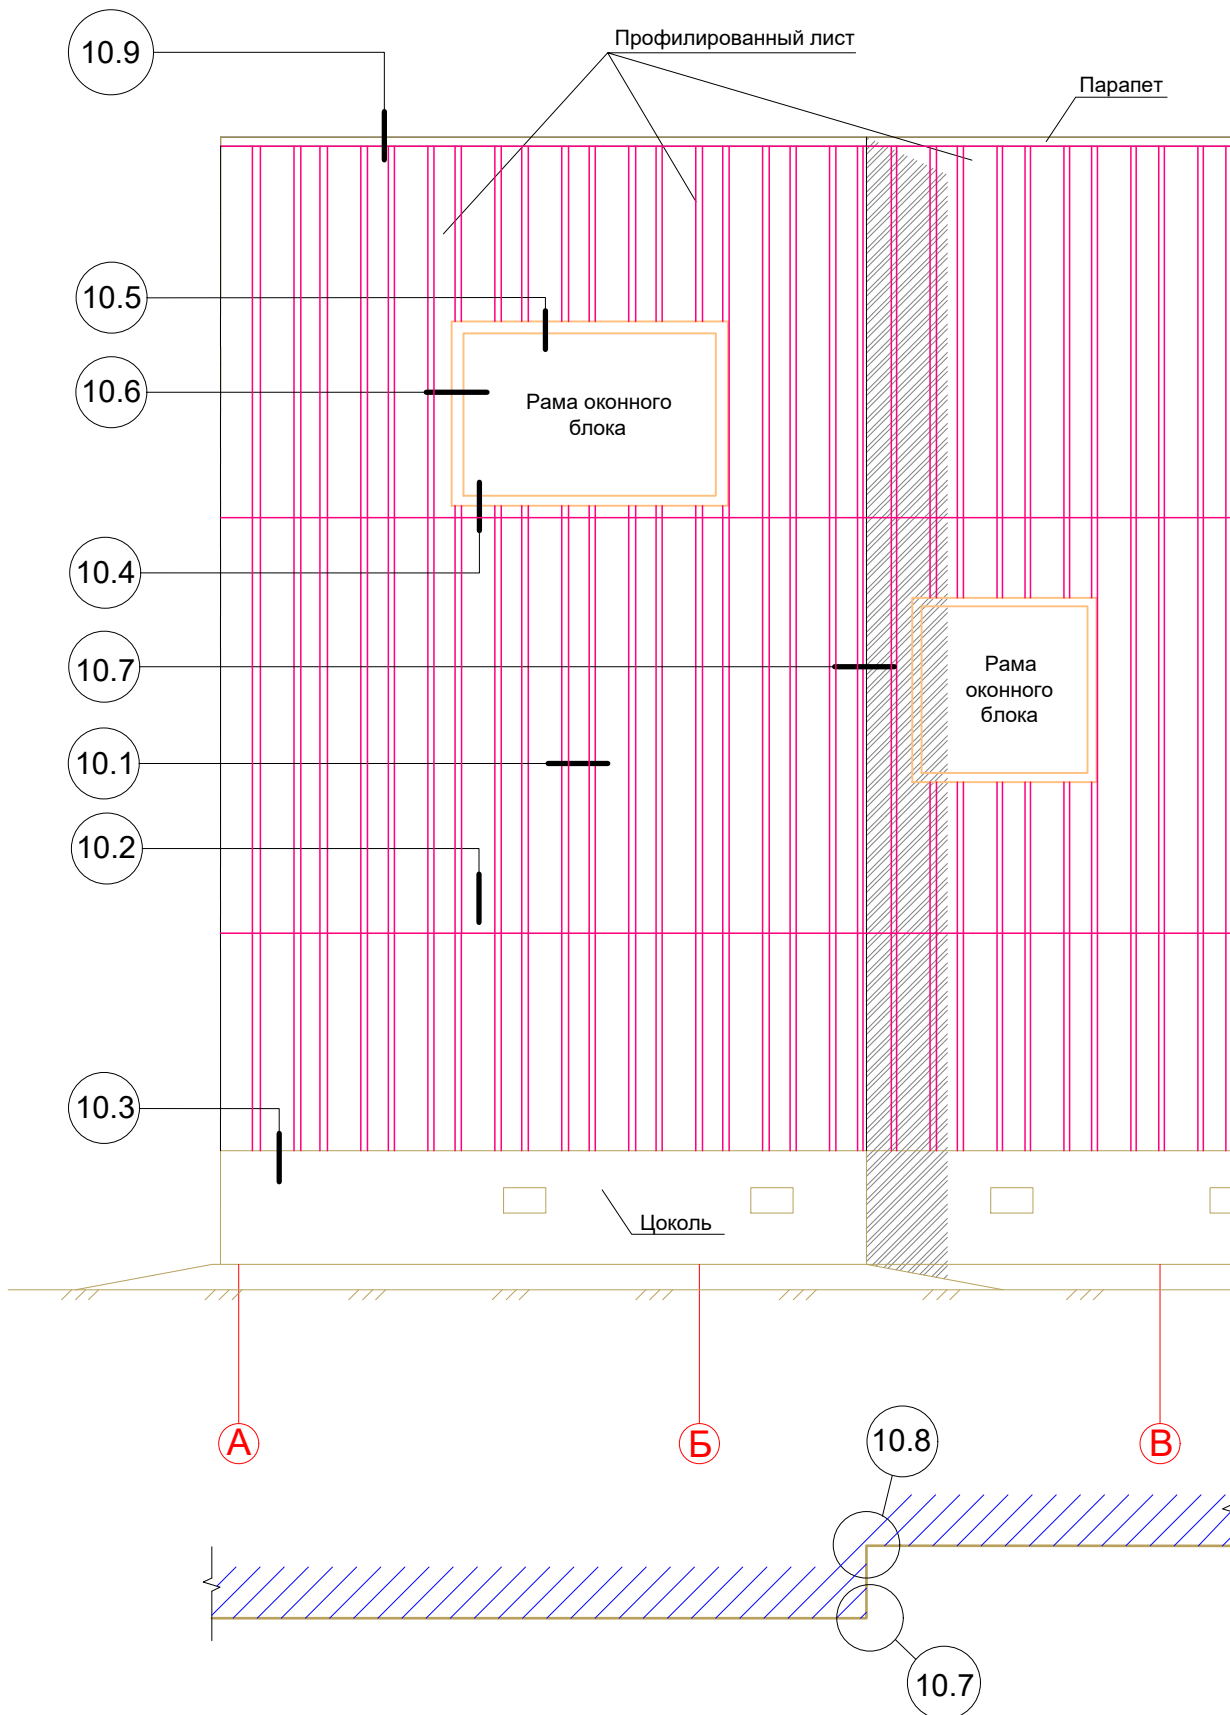 10.9
Профилированный лист
Парапет
10.5
10.6
Рама оконного
блока
10.4
10.7
Рама
оконного
блока
10.1
10.2
10.3
Цоколь
А
Б
В
10.8
10.7